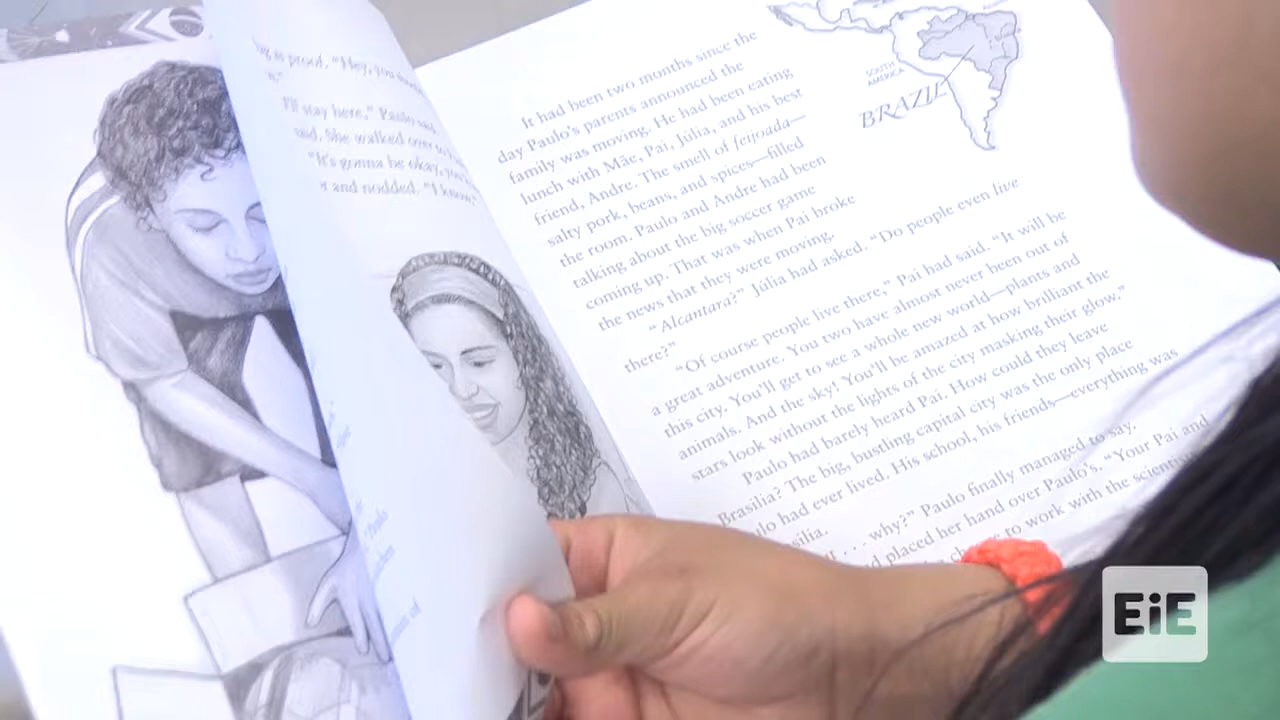 big as proof. "Hey, you
I'll stay here," Paulo said
said. She walked over
"It's gonna be okay, you
and nodded. "I know."
It had been two months since the
day Paulo's parents announced the
family was moving. He had been eating
lunch with Mãe, Pai, Júlia, and his best
friend, Andre. The smell of feijoada—
salty pork, beans, and spices—filled
the room. Paulo and Andre had been
talking about the big soccer game
coming up. That was when Pai broke
the news that they were moving.
"Alcantara?" Júlia had asked. "Do people even live
there?"
"Of course people live there," Pai had said. "It will be
a great adventure. You two have almost never been out of
this city. You'll get to see a whole new world—plants and
animals. And the sky! You'll be amazed at how brilliant the
stars look without the lights of the city masking their glow."
Paulo had barely heard Pai. How could they leave
Brasilia? The big, bustling capital city was the only place
had ever lived. His school, his friends—everything was
. . . why?" Paulo finally managed to say.
placed her hand over Paulo's. "Your Pai and
to work with the
SOUTH
AMERICA
BRAZIL
EiE